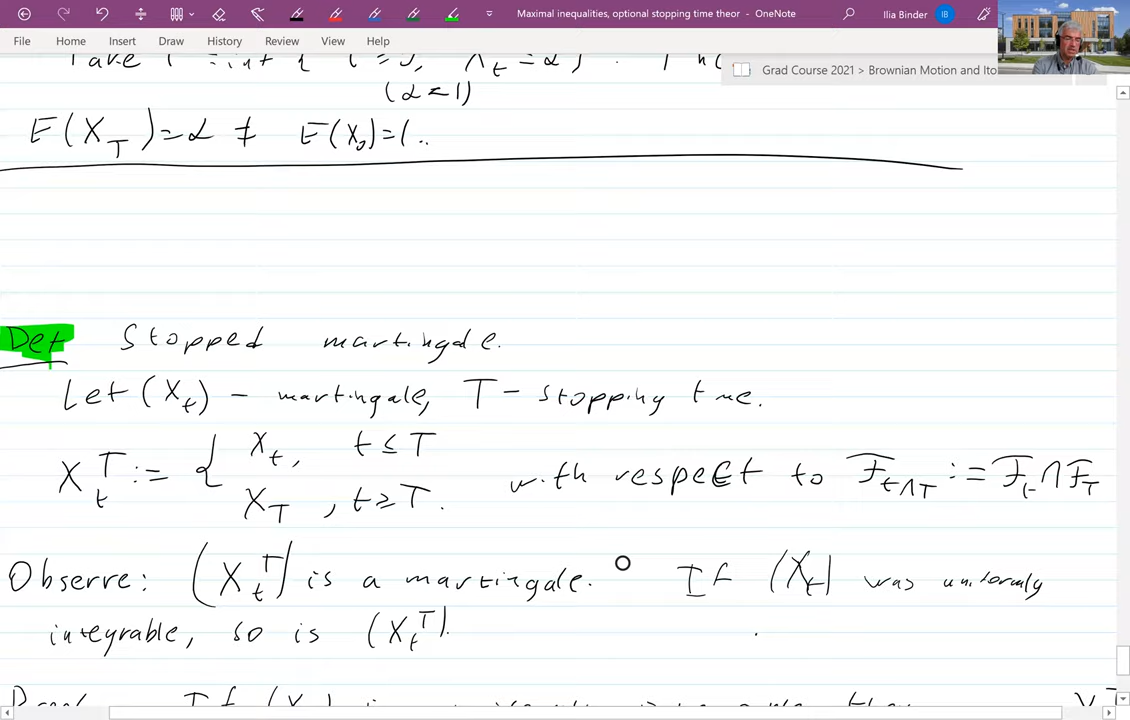 Maximal inequalities, optional stopping time theor - OneNote
Ilia Binder IB
File Home Insert Draw History Review View Help
Grad Course 2021 > Brownian Motion and Ito
Take T
(α<1)
E(X_T)=α ≠ E(X_0)=1..
Def Stopped martingale.
Let (X_t) - martingale, T - stopping time.
X_t^T := { X_t, t ≤ T
X_T, t ≥ T. with respect to F_{t∧T} := F_t ∩ F_T
Observe: (X_t^T) is a martingale. If (X_t) was uniformly
integrable, so is (X_t^T).